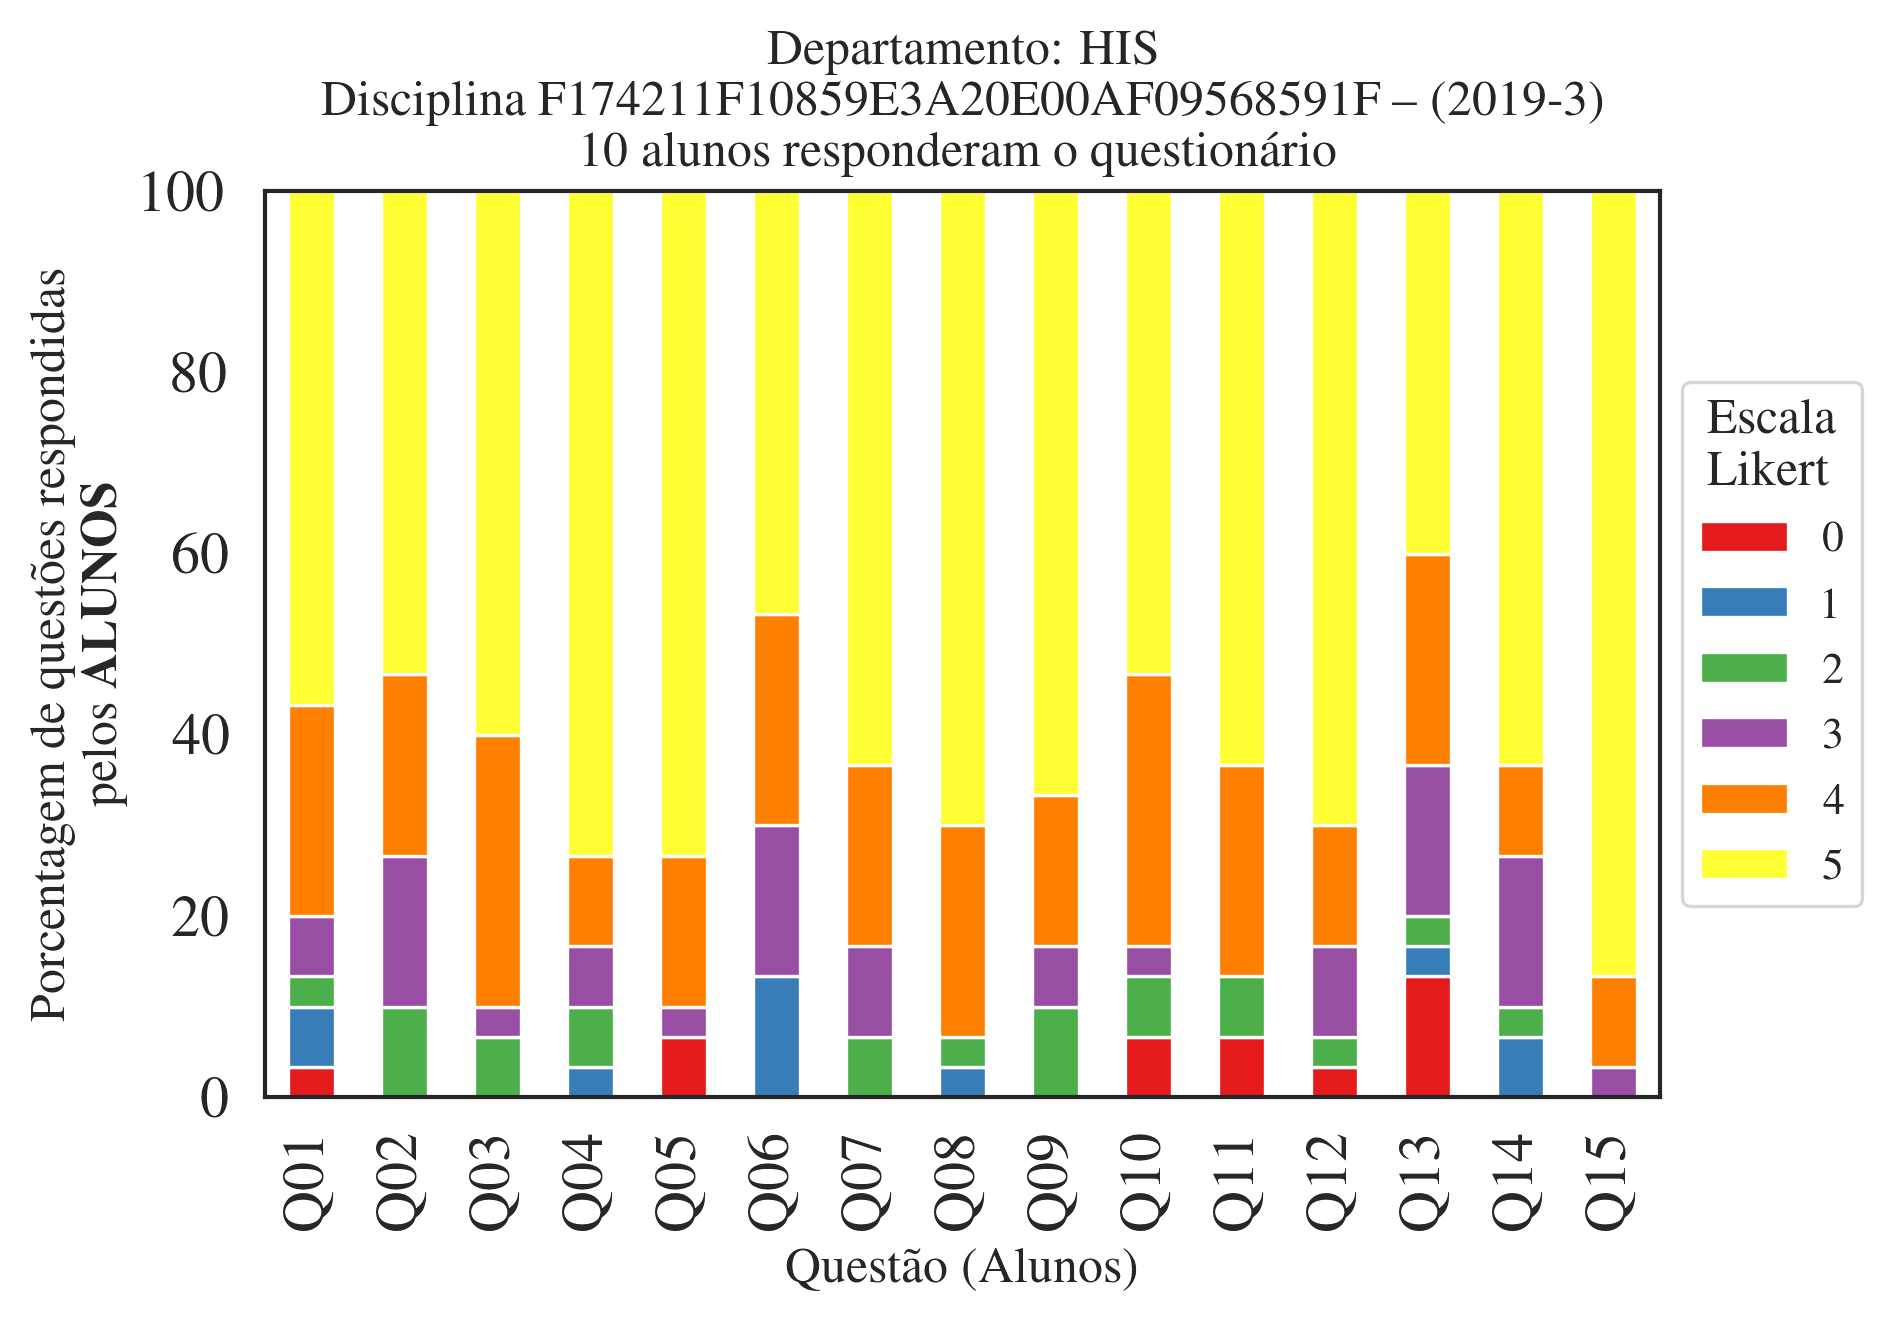 Departamento: HIS
Disciplina F174211F10859E3A20E00AF09568591F – (2019-3)
10 alunos responderam o questionário
Porcentagem de questões respondidas
pelos ALUNOS
100
80
60
40
20
0
Q01
Q02
Q03
Q04
Q05
Q06
Q07
Q08
Q09
Q10
Q11
Q12
Q13
Q14
Q15
Questão (Alunos)
Escala
Likert
0
1
2
3
4
5